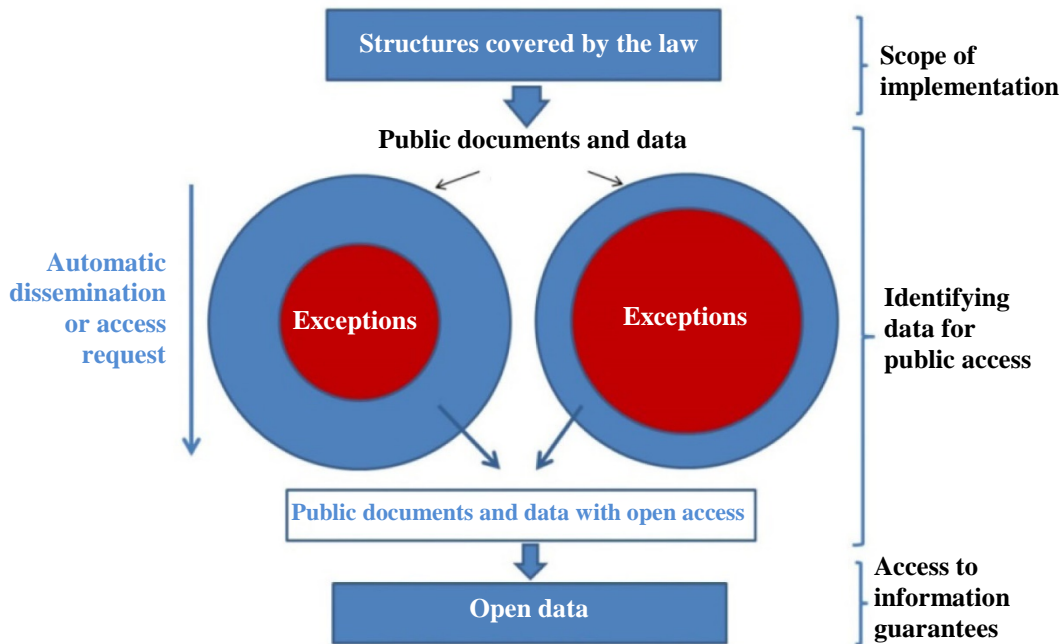 Structures covered by the law
Scope of
implementation
Public documents and data
Automatic
dissemination
or access
request
Exceptions
Exceptions
Identifying
data for
public access
Public documents and data with open access
Open data
Access to
information
guarantees